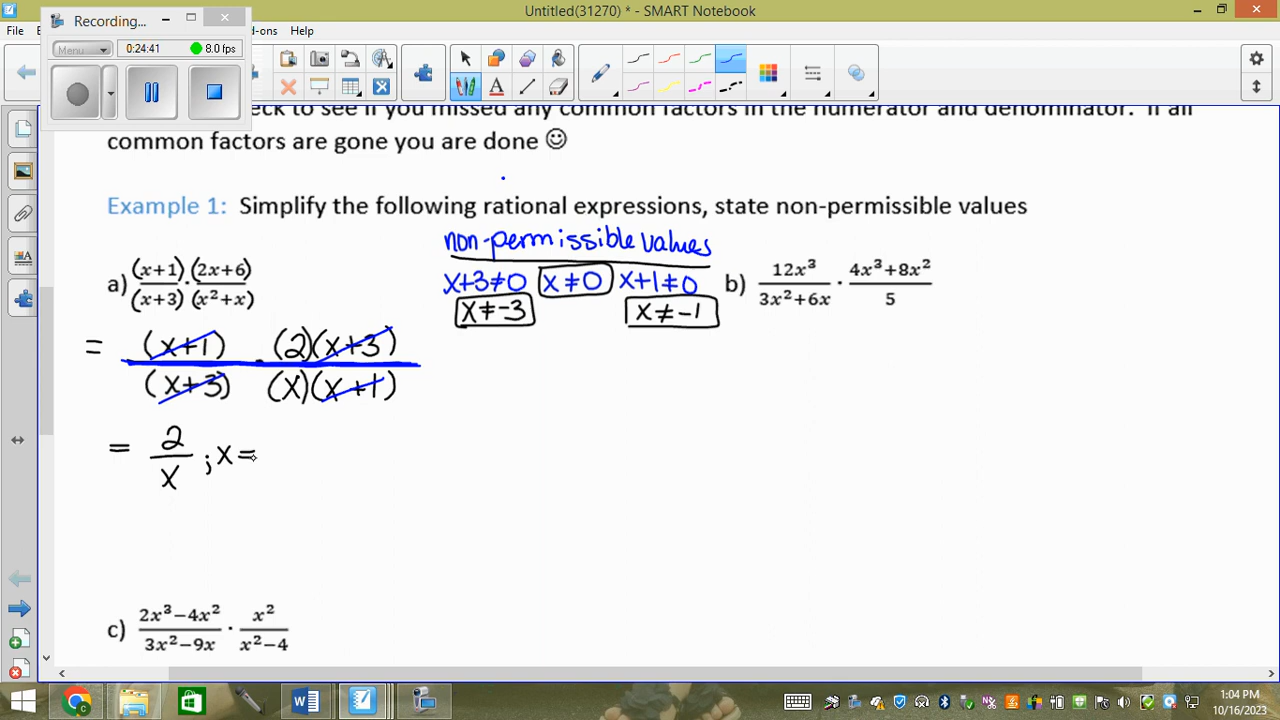 Untitled(31270) * - SMART Notebook
Recording...
File
d-ons Help
Menu 0:24:41 8.0 fps
eck to see if you missed any common factors in the numerator and denominator. If all
common factors are gone you are done ☺
Example 1: Simplify the following rational expressions, state non-permissible values
non-permissible values
a) (x+1)/(x+3) · (2x+6)/(x²+x)
x+3≠0 x≠0 x+1≠0
x≠-3 x≠-1
b) 12x³/3x²+6x · 4x³+8x²/5
= (x+1)/(x+3) · (2)(x+3)/(x)(x+1)
= 2/x ; x=
c) 2x³−4x²/3x²−9x · x²/x²−4
1:04 PM
10/16/2023